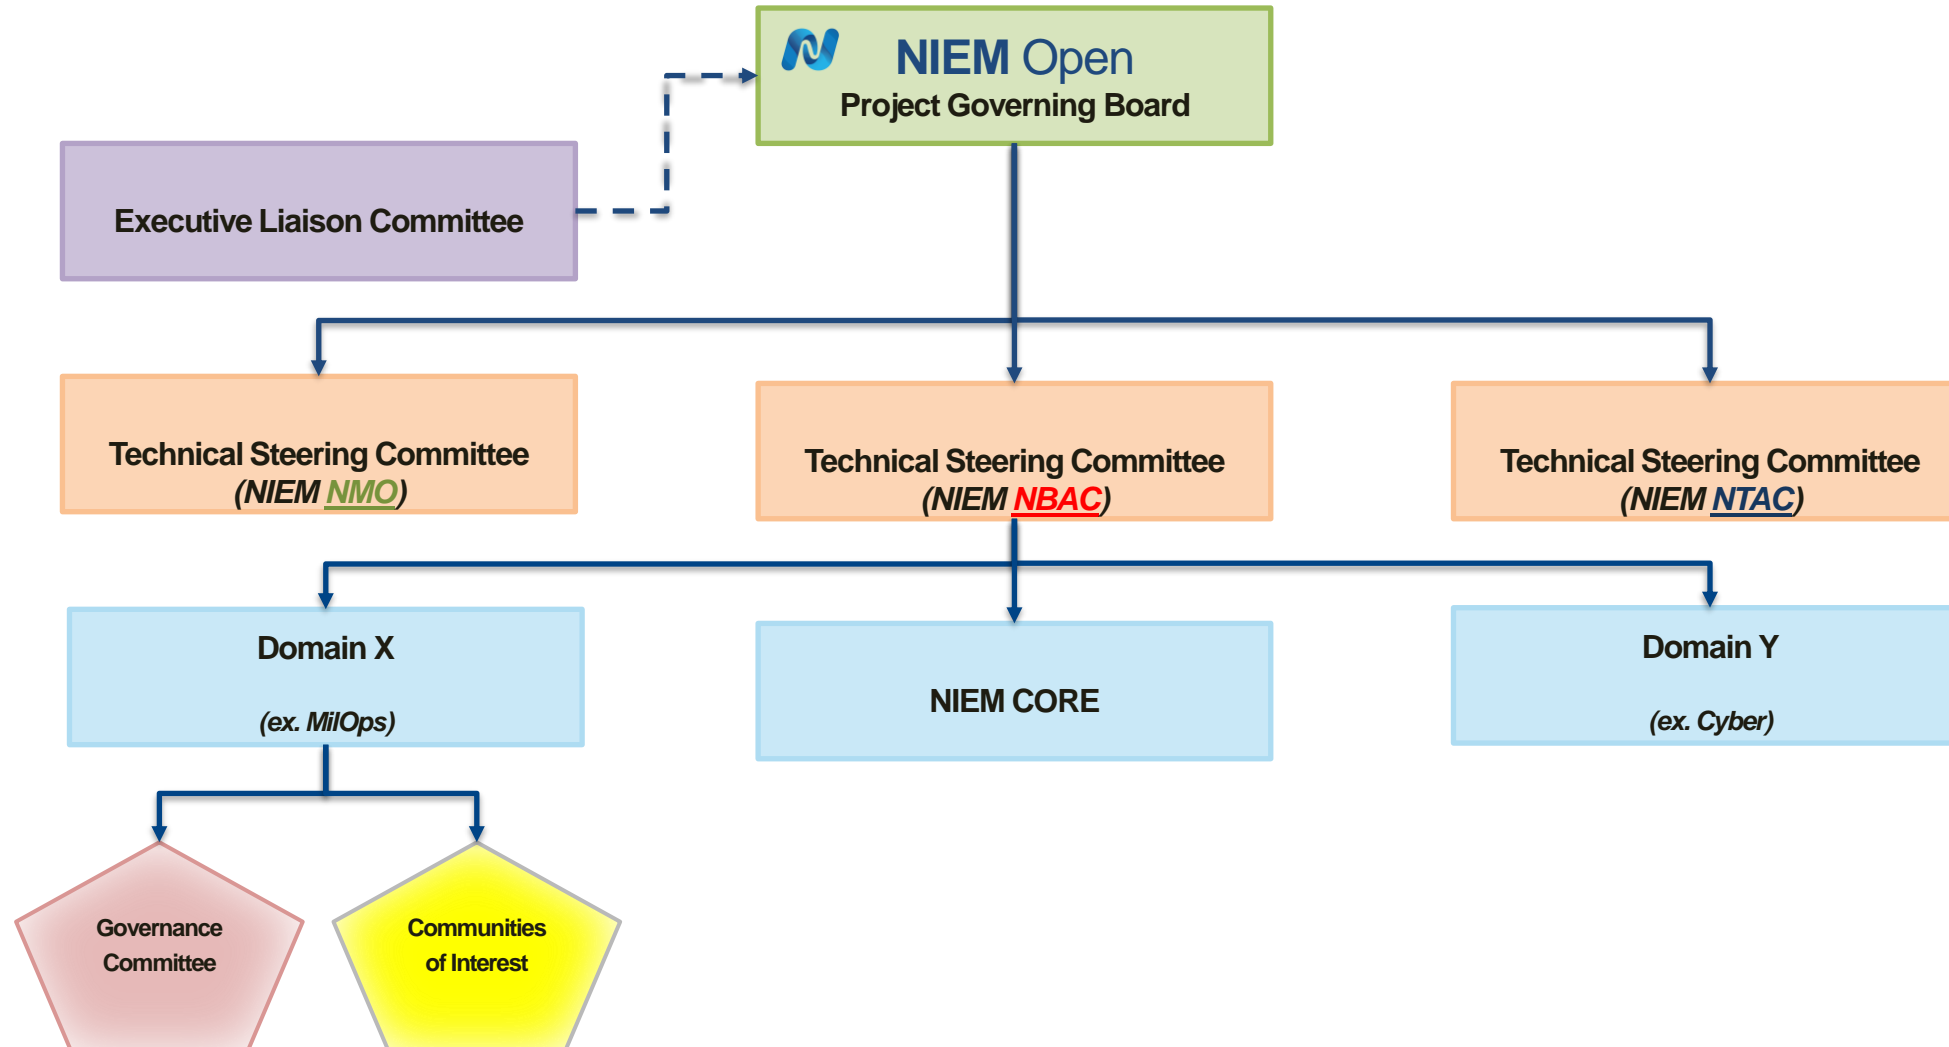 NIEM Open
Project Governing Board
Executive Liaison Committee
Technical Steering Committee
(NIEM NMO)
Technical Steering Committee
(NIEM NBAC)
Technical Steering Committee
(NIEM NTAC)
Domain X
(ex. MilOps)
NIEM CORE
Domain Y
(ex. Cyber)
Governance
Committee
Communities
of Interest